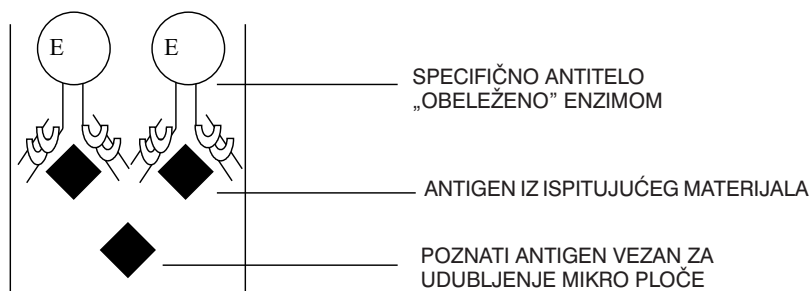 E E
SPECIFIČNO ANTITELO
„OBELEŽENO” ENZIMOM
ANTIGEN IZ ISPITUJUĆEG MATERIJALA
POZNATI ANTIGEN VEZAN ZA
UDUBLJENJE MIKRO PLOČE